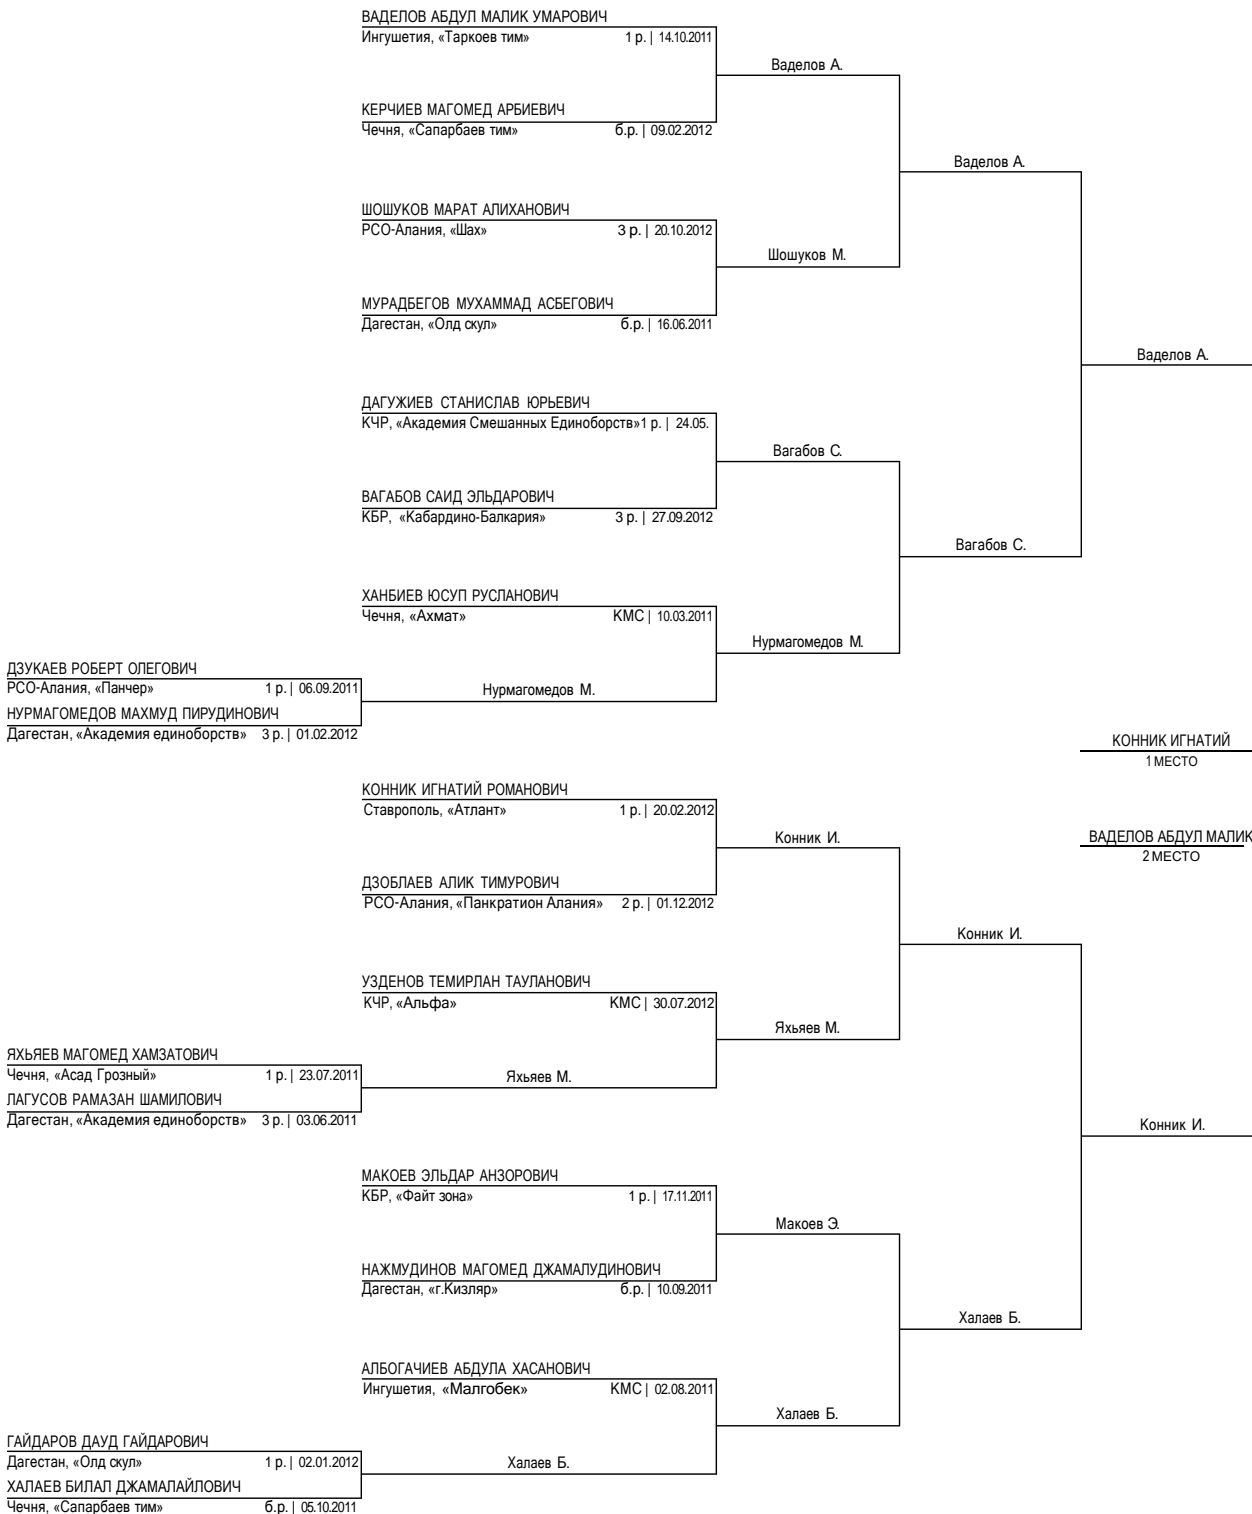 ВАДЕЛОВ АБДУЛ МАЛИК УМАРОВИЧ
Ингушетия, «Таркоев тим» 1 р. | 14.10.2011
Ваделов А.
КЕРЧИЕВ МАГОМЕД АРБИЕВИЧ
Чечня, «Сапарбаев тим» б.р. | 09.02.2012
Ваделов А.
ШОШУКОВ МАРАТ АЛИХАНОВИЧ
РСО-Алания, «Шах» 3 р. | 20.10.2012
Шошуков М.
МУРАДБЕГОВ МУХАММАД АСБЕГОВИЧ
Дагестан, «Олд скул» б.р. | 16.06.2011
Ваделов А.
ДАГУЖИЕВ СТАНИСЛАВ ЮРЬЕВИЧ
КЧР, «Академия Смешанных Единоборств»1 р. | 24.05.
Вагабов С.
ВАГАБОВ САИД ЭЛЬДАРОВИЧ
КБР, «Кабардино-Балкария» 3 р. | 27.09.2012
Вагабов С.
ХАНБИЕВ ЮСУП РУСЛАНОВИЧ
Чечня, «Ахмат» КМС | 10.03.2011
Нурмагомедов М.
ДЗУКАЕВ РОБЕРТ ОЛЕГОВИЧ
РСО-Алания, «Панчер» 1 р. | 06.09.2011
Нурмагомедов М.
НУРМАГОМЕДОВ МАХМУД ПИРУДИНОВИЧ
Дагестан, «Академия единоборств» 3 р. | 01.02.2012
КОННИК ИГНАТИЙ
1 МЕСТО
КОННИК ИГНАТИЙ РОМАНОВИЧ
Ставрополь, «Атлант» 1 р. | 20.02.2012
Конник И.
ВАДЕЛОВ АБДУЛ МАЛИК
2 МЕСТО
ДЗОБЛАЕВ АЛИК ТИМУРОВИЧ
РСО-Алания, «Панкратион Алания» 2 р. | 01.12.2012
Конник И.
УЗДЕНОВ ТЕМИРЛАН ТАУЛАНОВИЧ
КЧР, «Альфа» КМС | 30.07.2012
Яхьяев М.
ЯХЬЯЕВ МАГОМЕД ХАМЗАТОВИЧ
Чечня, «Асад Грозный» 1 р. | 23.07.2011
Яхьяев М.
ЛАГУСОВ РАМАЗАН ШАМИЛОВИЧ
Дагестан, «Академия единоборств» 3 р. | 03.06.2011
Конник И.
МАКОЕВ ЭЛЬДАР АНЗОРОВИЧ
КБР, «Файт зона» 1 р. | 17.11.2011
Макоев Э.
НАЖМУДИНОВ МАГОМЕД ДЖАМАЛУДИНОВИЧ
Дагестан, «г.Кизляр» б.р. | 10.09.2011
Халаев Б.
АЛБОГАЧИЕВ АБДУЛА ХАСАНОВИЧ
Ингушетия, «Малгобек» КМС | 02.08.2011
Халаев Б.
ГАЙДАРОВ ДАУД ГАЙДАРОВИЧ
Дагестан, «Олд скул» 1 р. | 02.01.2012
Халаев Б.
ХАЛАЕВ БИЛАЛ ДЖАМАЛАЙЛОВИЧ
Чечня, «Сапарбаев тим» б.р. | 05.10.2011